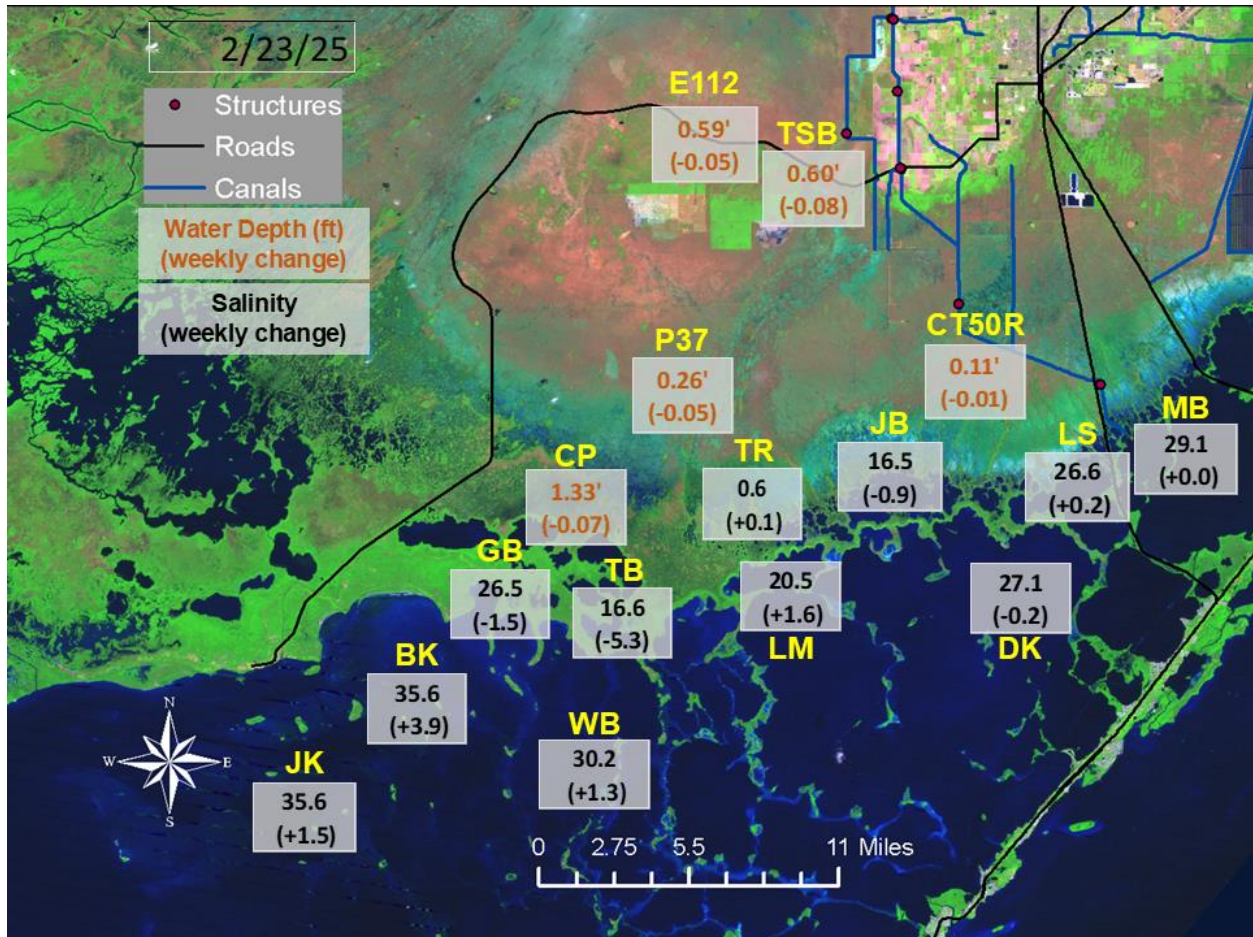 2/23/25
Structures
Roads
Canals
Water Depth (ft)
(weekly change)
Salinity
(weekly change)
E112
0.59'
(-0.05)
TSB
0.60'
(-0.08)
P37
0.26'
(-0.05)
CT50R
0.11'
(-0.01)
MB
29.1
(+0.0)
LS
26.6
(+0.2)
JB
16.5
(-0.9)
TR
0.6
(+0.1)
CP
1.33'
(-0.07)
GB
26.5
(-1.5)
TB
16.6
(-5.3)
20.5
(+1.6)
LM
27.1
(-0.2)
DK
BK
35.6
(+3.9)
WB
30.2
(+1.3)
JK
35.6
(+1.5)
N
W E
S
0 2.75 5.5 11 Miles